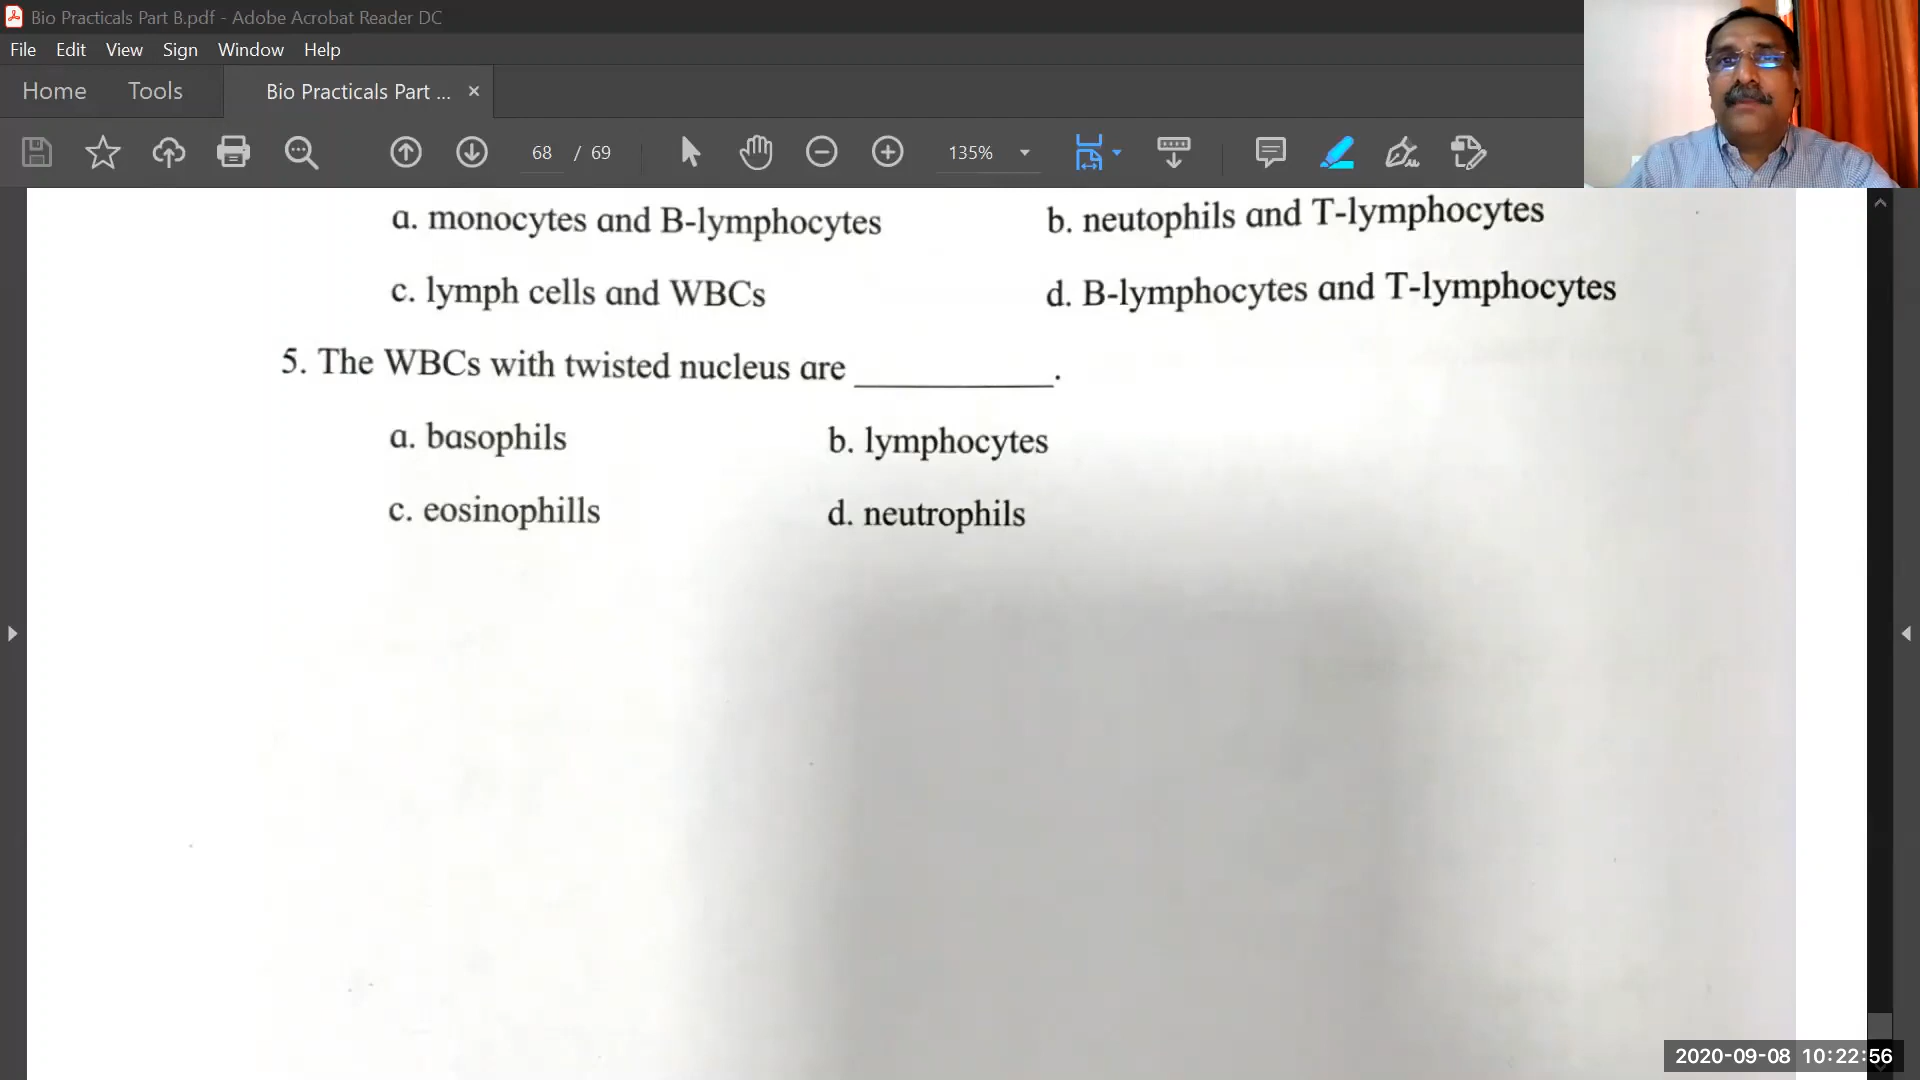 Bio Practicals Part B.pdf - Adobe Acrobat Reader DC
File Edit View Sign Window Help
Home Tools Bio Practicals Part ... ×
68 / 69 135%
a. monocytes and B-lymphocytes b. neutophils and T-lymphocytes
c. lymph cells and WBCs d. B-lymphocytes and T-lymphocytes
5. The WBCs with twisted nucleus are __________.
a. basophils b. lymphocytes
c. eosinophills d. neutrophils
2020-09-08 10:22:56